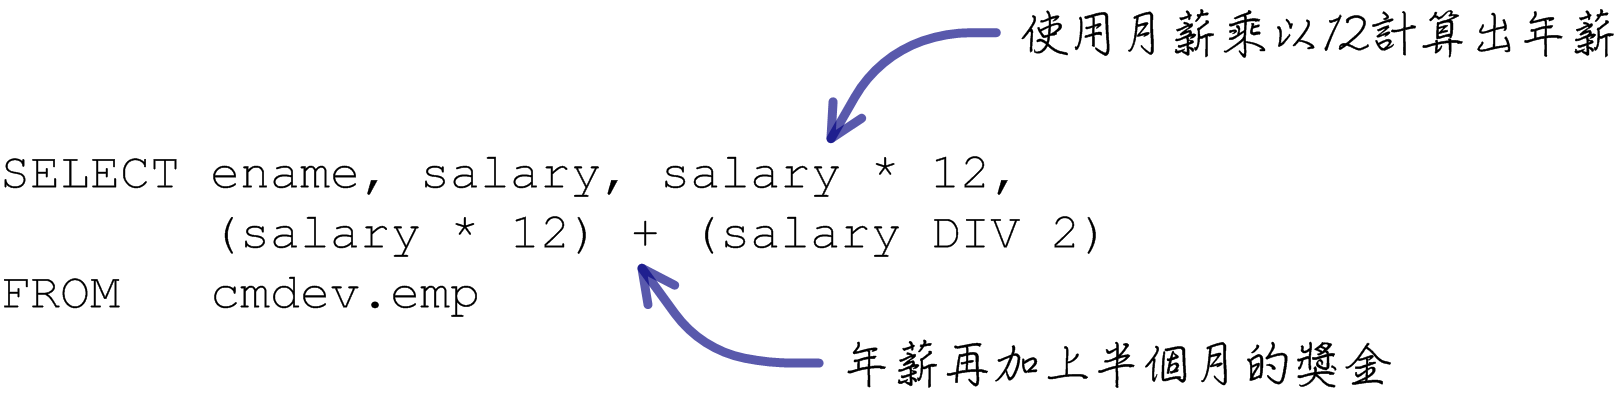 使用月薪乘以12計算出年薪
SELECT ename, salary, salary * 12,
(salary * 12) + (salary DIV 2)
FROM cmdev.emp
年薪再加上半個月的獎金